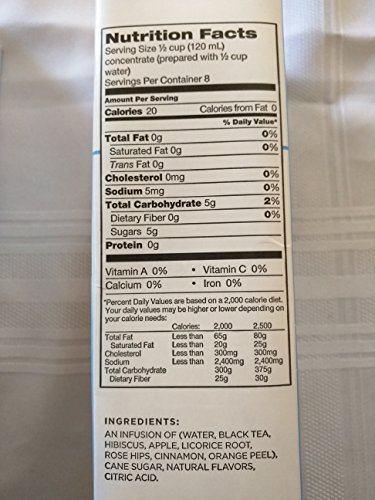 Nutrition Facts
Serving Size ½ cup (120 mL)
concentrate (prepared with ½ cup
water)
Servings Per Container 8
Amount Per Serving
Calories 20 Calories from Fat 0
% Daily Value*
Total Fat 0g 0%
Saturated Fat 0g 0%
Trans Fat 0g
Cholesterol 0mg 0%
Sodium 5mg 0%
Total Carbohydrate 5g 2%
Dietary Fiber 0g 0%
Sugars 5g
Protein 0g
Vitamin A 0% • Vitamin C 0%
Calcium 0% • Iron 0%
*Percent Daily Values are based on a 2,000 calorie diet.
Your daily values may be higher or lower depending on
your calorie needs:
Calories: 2,000 2,500
Total Fat Less than 65g 80g
Saturated Fat Less than 20g 25g
Cholesterol Less than 300mg 300mg
Sodium Less than 2,400mg 2,400mg
Total Carbohydrate 300g 375g
Dietary Fiber 25g 30g
INGREDIENTS:
AN INFUSION OF (WATER, BLACK TEA,
HIBISCUS, APPLE, LICORICE ROOT,
ROSE HIPS, CINNAMON, ORANGE PEEL),
CANE SUGAR, NATURAL FLAVORS,
CITRIC ACID.